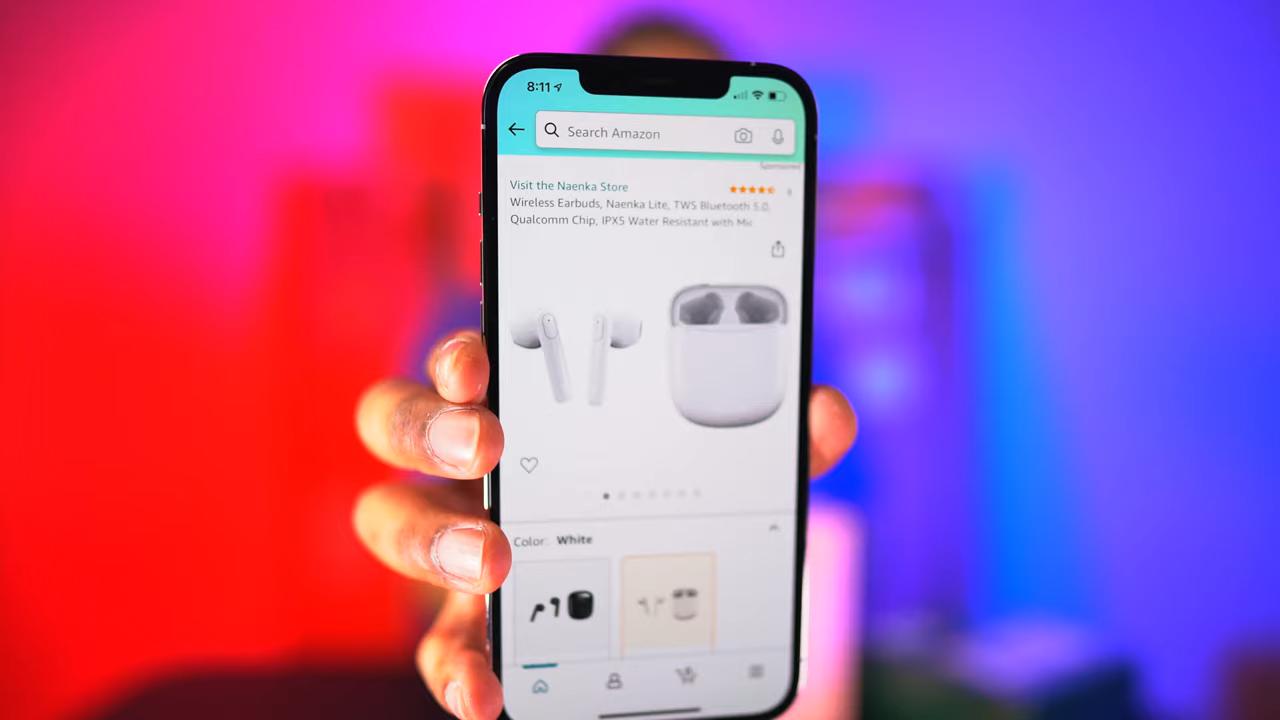 8:11
Search Amazon
Sponsored
Visit the Naenka Store
Wireless Earbuds, Naenka Lite, TWS Bluetooth 5.0,
Qualcomm Chip, IPX5 Water Resistant with Mic
Color: White